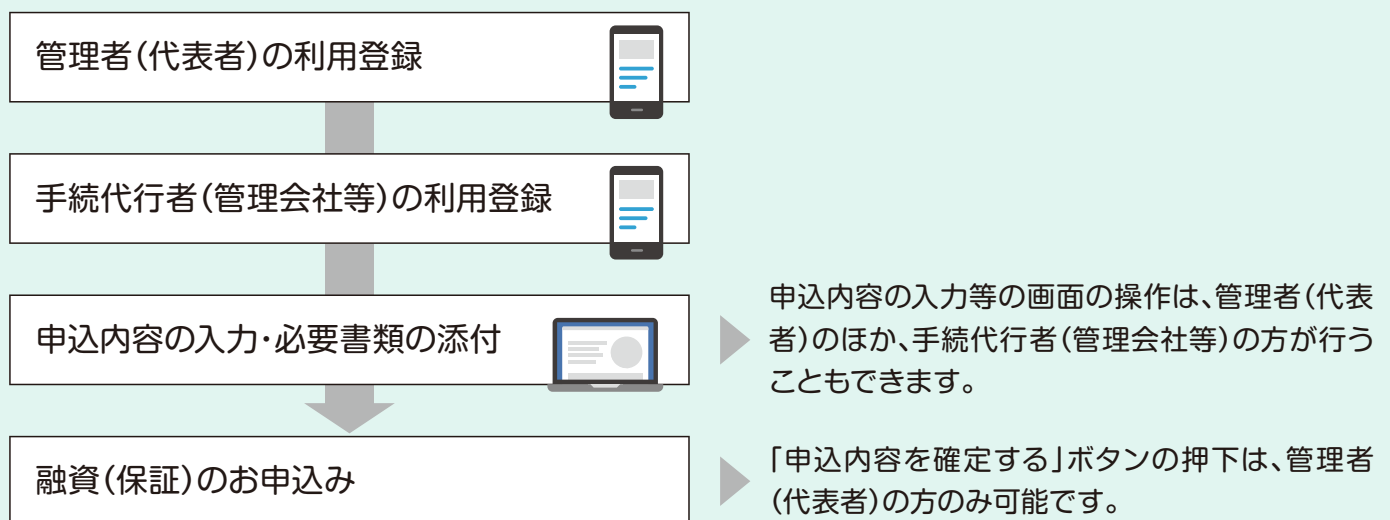 管理者(代表者)の利用登録
手続代行者(管理会社等)の利用登録
申込内容の入力・必要書類の添付
申込内容の入力等の画面の操作は、管理者(代表
者)のほか、手続代行者(管理会社等)の方が行う
こともできます。
融資(保証)のお申込み
「申込内容を確定する」ボタンの押下は、管理者
(代表者)の方のみ可能です。